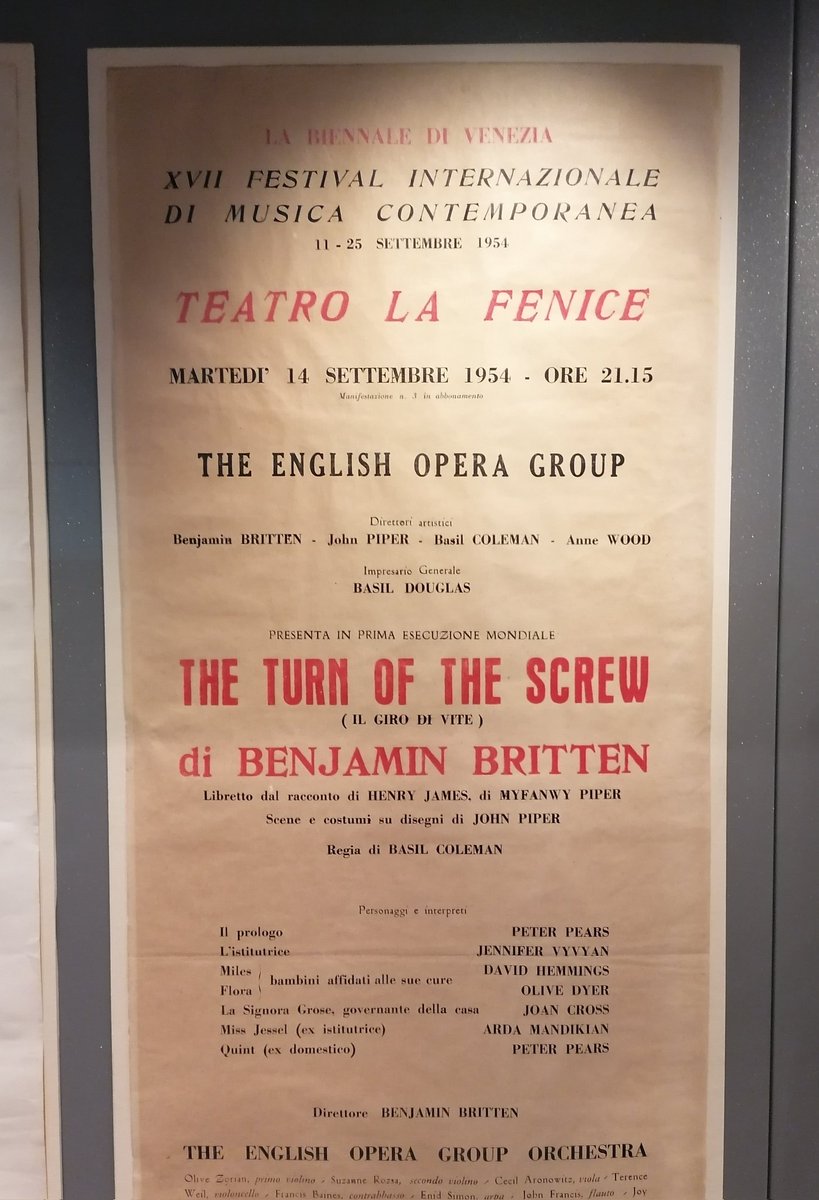 LA BIENNALE DI VENEZIA
XVII FESTIVAL INTERNAZIONALE
DI MUSICA CONTEMPORANEA
11 - 25 SETTEMBRE 1954
TEATRO LA FENICE
MARTEDI' 14 SETTEMBRE 1954 - ORE 21.15
Manifestazione n. 3 in abbonamento
THE ENGLISH OPERA GROUP
Direttori artistici
Benjamin BRITTEN - John PIPER - Basil COLEMAN - Anne WOOD
Impresario Generale
BASIL DOUGLAS
PRESENTA IN PRIMA ESECUZIONE MONDIALE
THE TURN OF THE SCREW
( IL GIRO DI VITE )
di BENJAMIN BRITTEN
Libretto dal racconto di HENRY JAMES, di MYFANWY PIPER
Scene e costumi su disegni di JOHN PIPER
Regia di BASIL COLEMAN
Personaggi e interpreti
Il prologo PETER PEARS
L'istitutrice JENNIFER VYVYAN
Miles } bambini affidati alle sue cure DAVID HEMMINGS
Flora } OLIVE DYER
La Signora Grose, governante della casa JOAN CROSS
Miss Jessel (ex istitutrice) ARDA MANDIKIAN
Quint (ex domestico) PETER PEARS
Direttore BENJAMIN BRITTEN
THE ENGLISH OPERA GROUP ORCHESTRA
Olive Zorian, primo violino - Suzanne Rozsa, secondo violino - Cecil Aronowitz, viola - Terence
Weil, violoncello - Francis Baines, contrabbasso - Enid Simon, arpa - John Francis, flauto - Joy